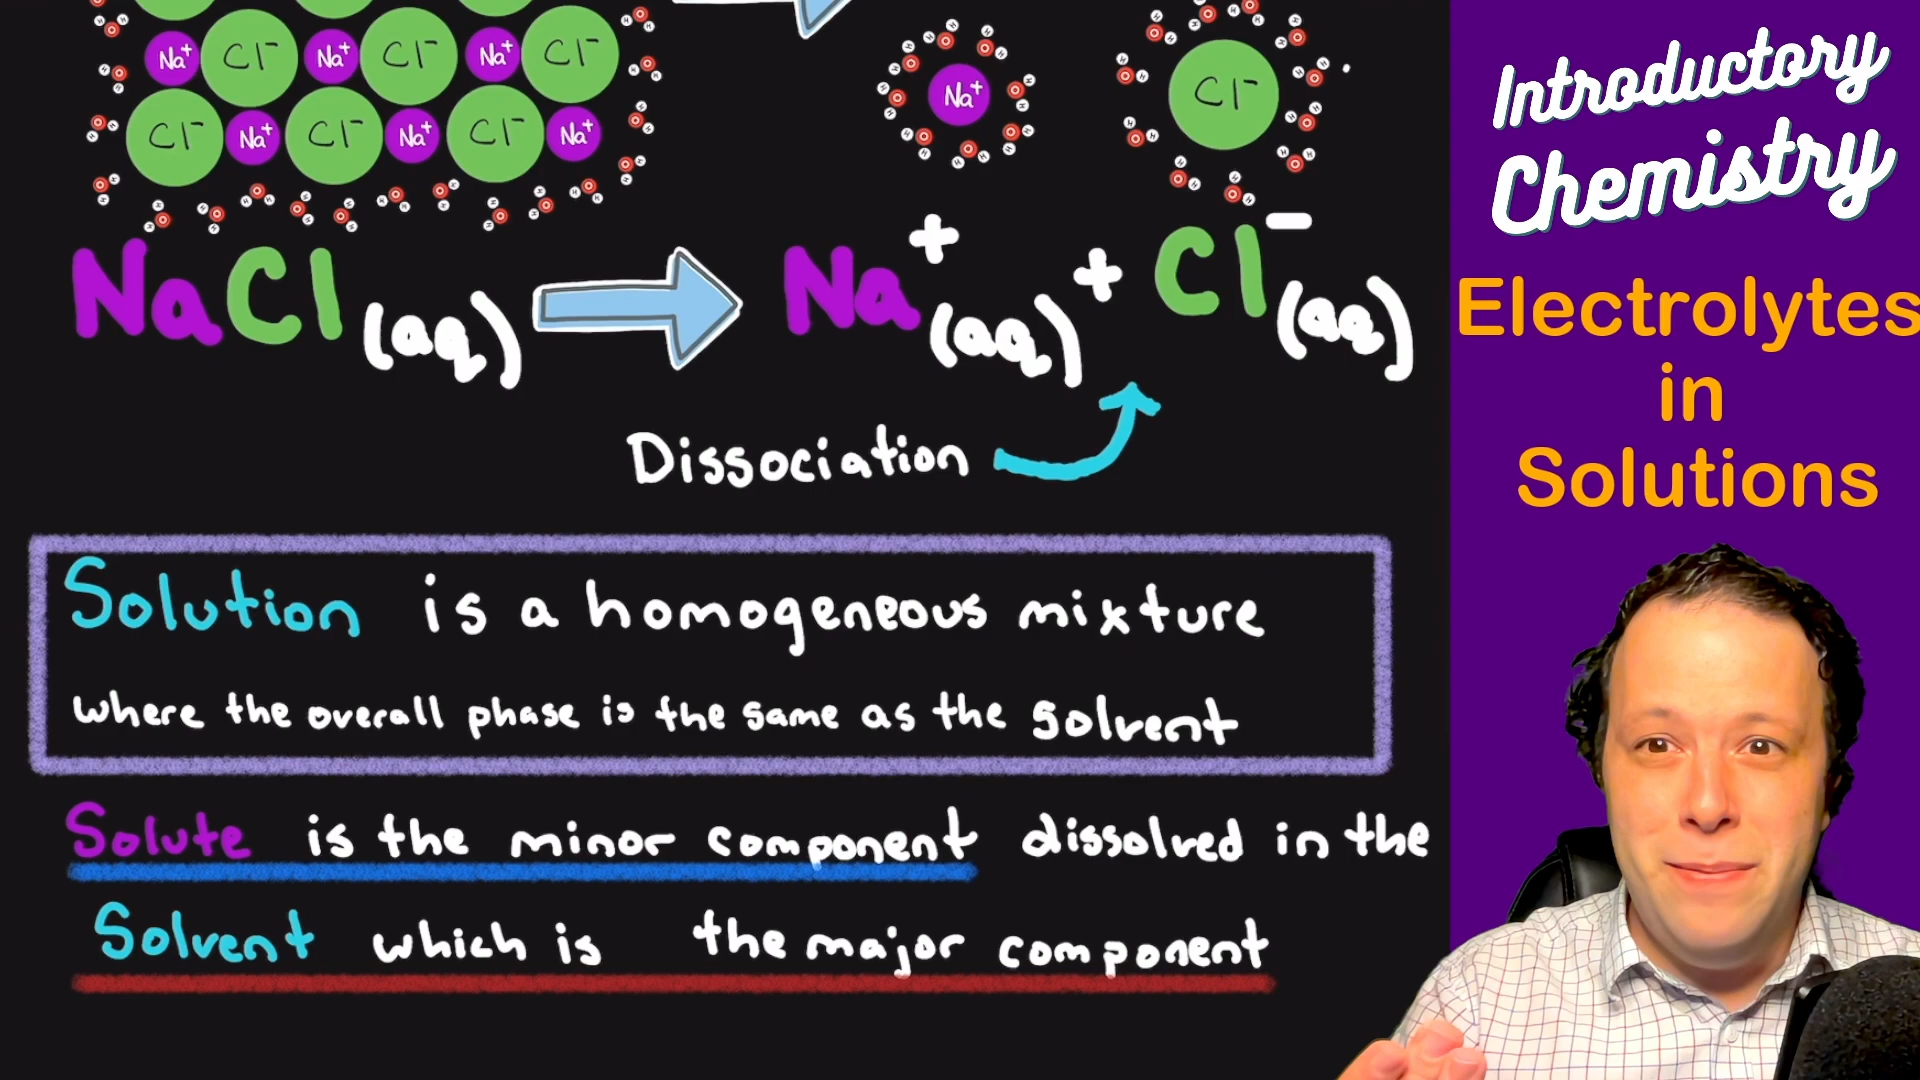 Na⁺ Cl⁻ Na⁺ Cl⁻ Na⁺ Cl⁻
Cl⁻ Na⁺ Cl⁻ Na⁺ Cl⁻ Na⁺
Na⁺
Cl⁻
NaCl (aq) Na⁺ (aq) + Cl⁻ (aq)
Dissociation
Solution is a homogeneous mixture
where the overall phase is the same as the solvent
Solute is the minor component dissolved in the
Solvent which is the major component
Introductory
Chemistry
Electrolytes
in
Solutions